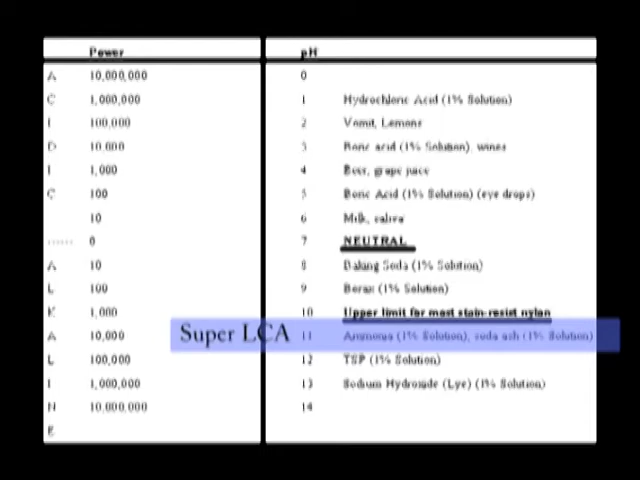 Power pH
A 10,000,000 0
C 1,000,000 1 Hydrochloric Acid (1% Solution)
I 100,000 2 Vomit, Lemons
D 10,000 3 Boric acid (1% Solution), wines
I 1,000 4 Beer, grape juice
C 100 5 Boric Acid (1% Solution) (eye drops)
10 6 Milk, saliva
...... 0 7 NEUTRAL
A 10 8 Baking Soda (1% Solution)
L 100 9 Borax (1% Solution)
K 1,000 10 Upper limit for most stain-resist nylon
A 10,000 Super LCA 11 Ammonia (1% Solution), soda ash (1% Solution)
L 100,000 12 TSP (1% Solution)
I 1,000,000 13 Sodium Hydroxide (Lye) (1% Solution)
N 10,000,000 14
E